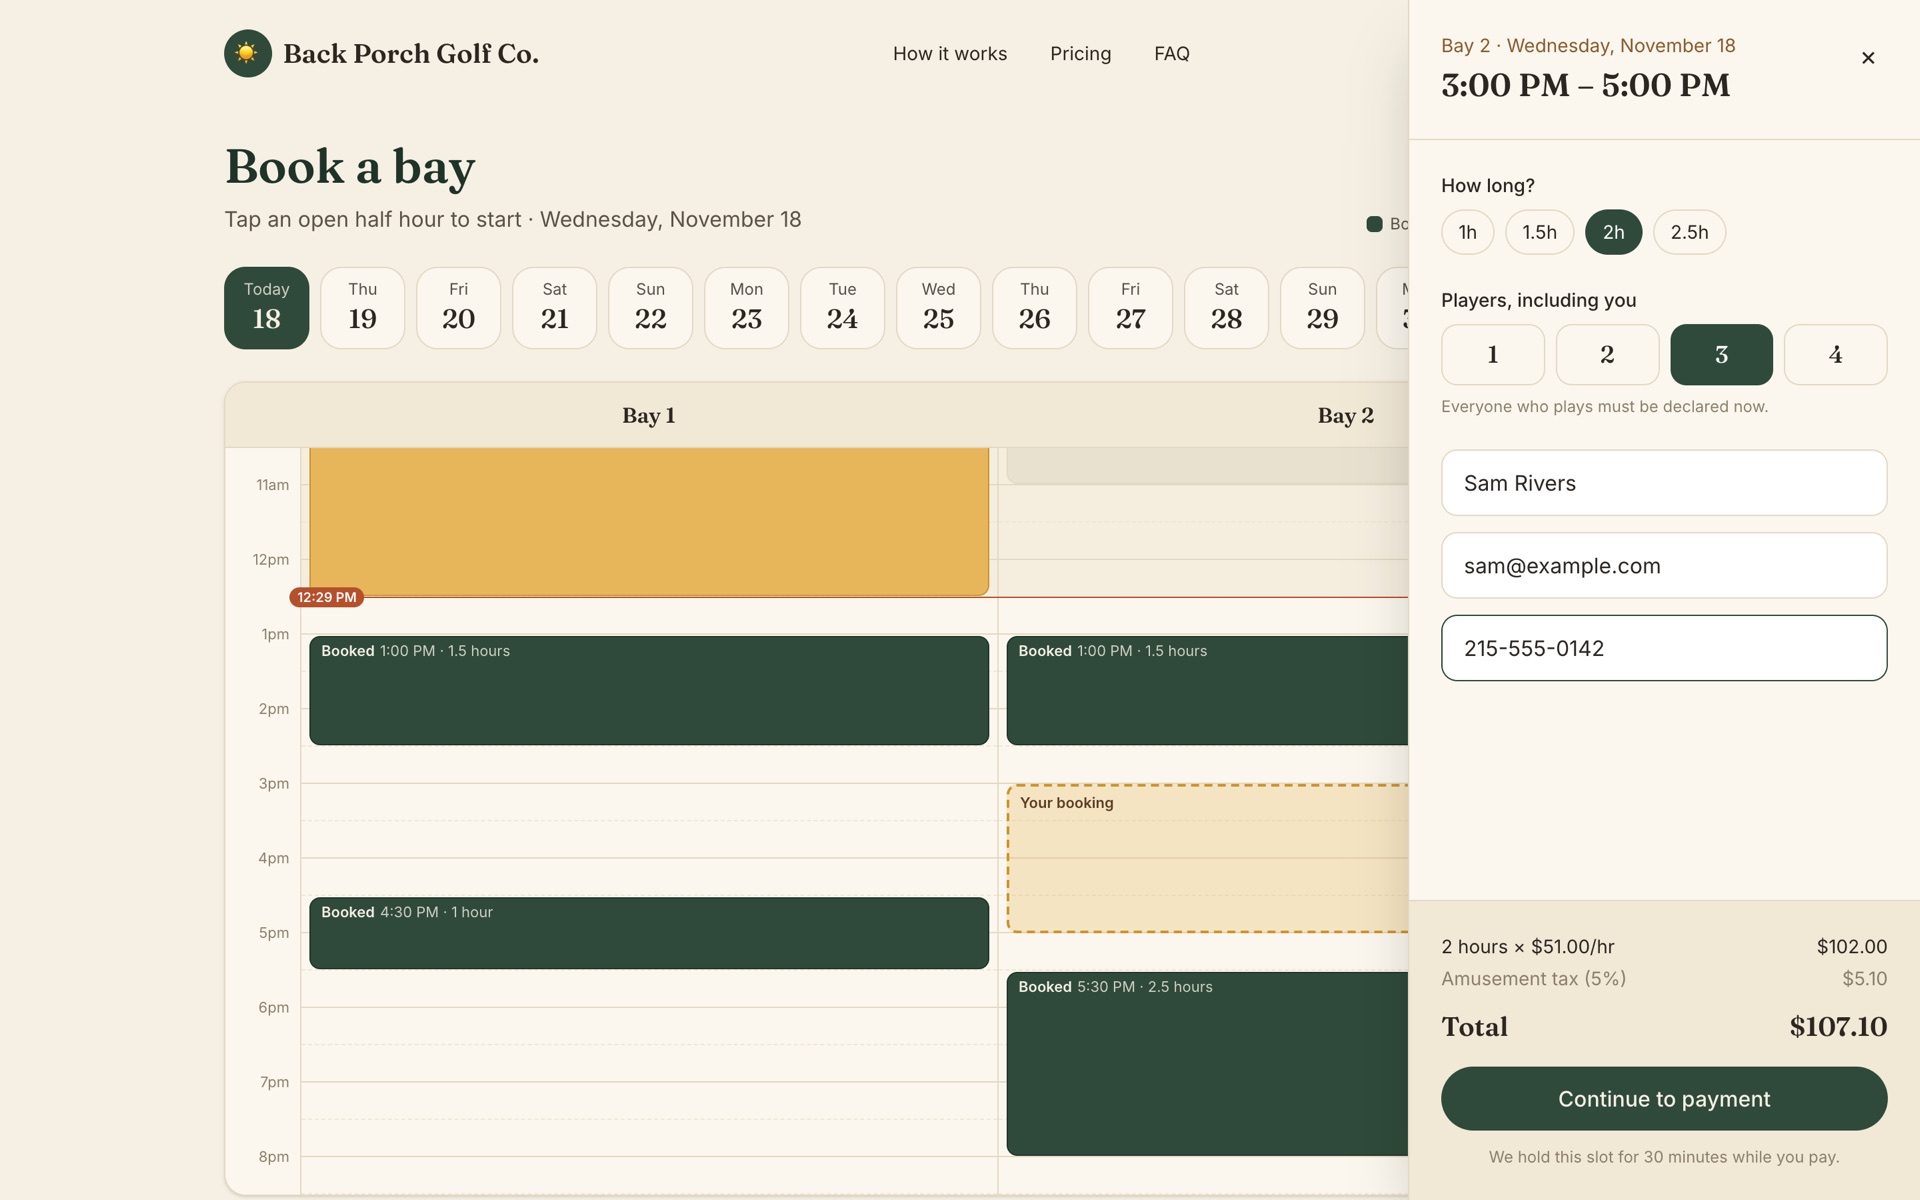 Back Porch Golf Co.
How it works
Pricing
FAQ
Book a bay
Tap an open half hour to start · Wednesday, November 18
Today
18
Thu
19
Fri
20
Sat
21
Sun
22
Mon
23
Tue
24
Wed
25
Thu
26
Fri
27
Sat
28
Sun
29
Bay 1
Bay 2
11am
12pm
12:29 PM
1pm
Booked 1:00 PM · 1.5 hours
Booked 1:00 PM · 1.5 hours
2pm
3pm
Your booking
4pm
Booked 4:30 PM · 1 hour
5pm
Booked 5:30 PM · 2.5 hours
6pm
7pm
8pm
Bay 2 · Wednesday, November 18
3:00 PM – 5:00 PM
×
How long?
1h
1.5h
2h
2.5h
Players, including you
1
2
3
4
Everyone who plays must be declared now.
Sam Rivers
sam@example.com
215-555-0142
2 hours × $51.00/hr $102.00
Amusement tax (5%) $5.10
Total $107.10
Continue to payment
We hold this slot for 30 minutes while you pay.